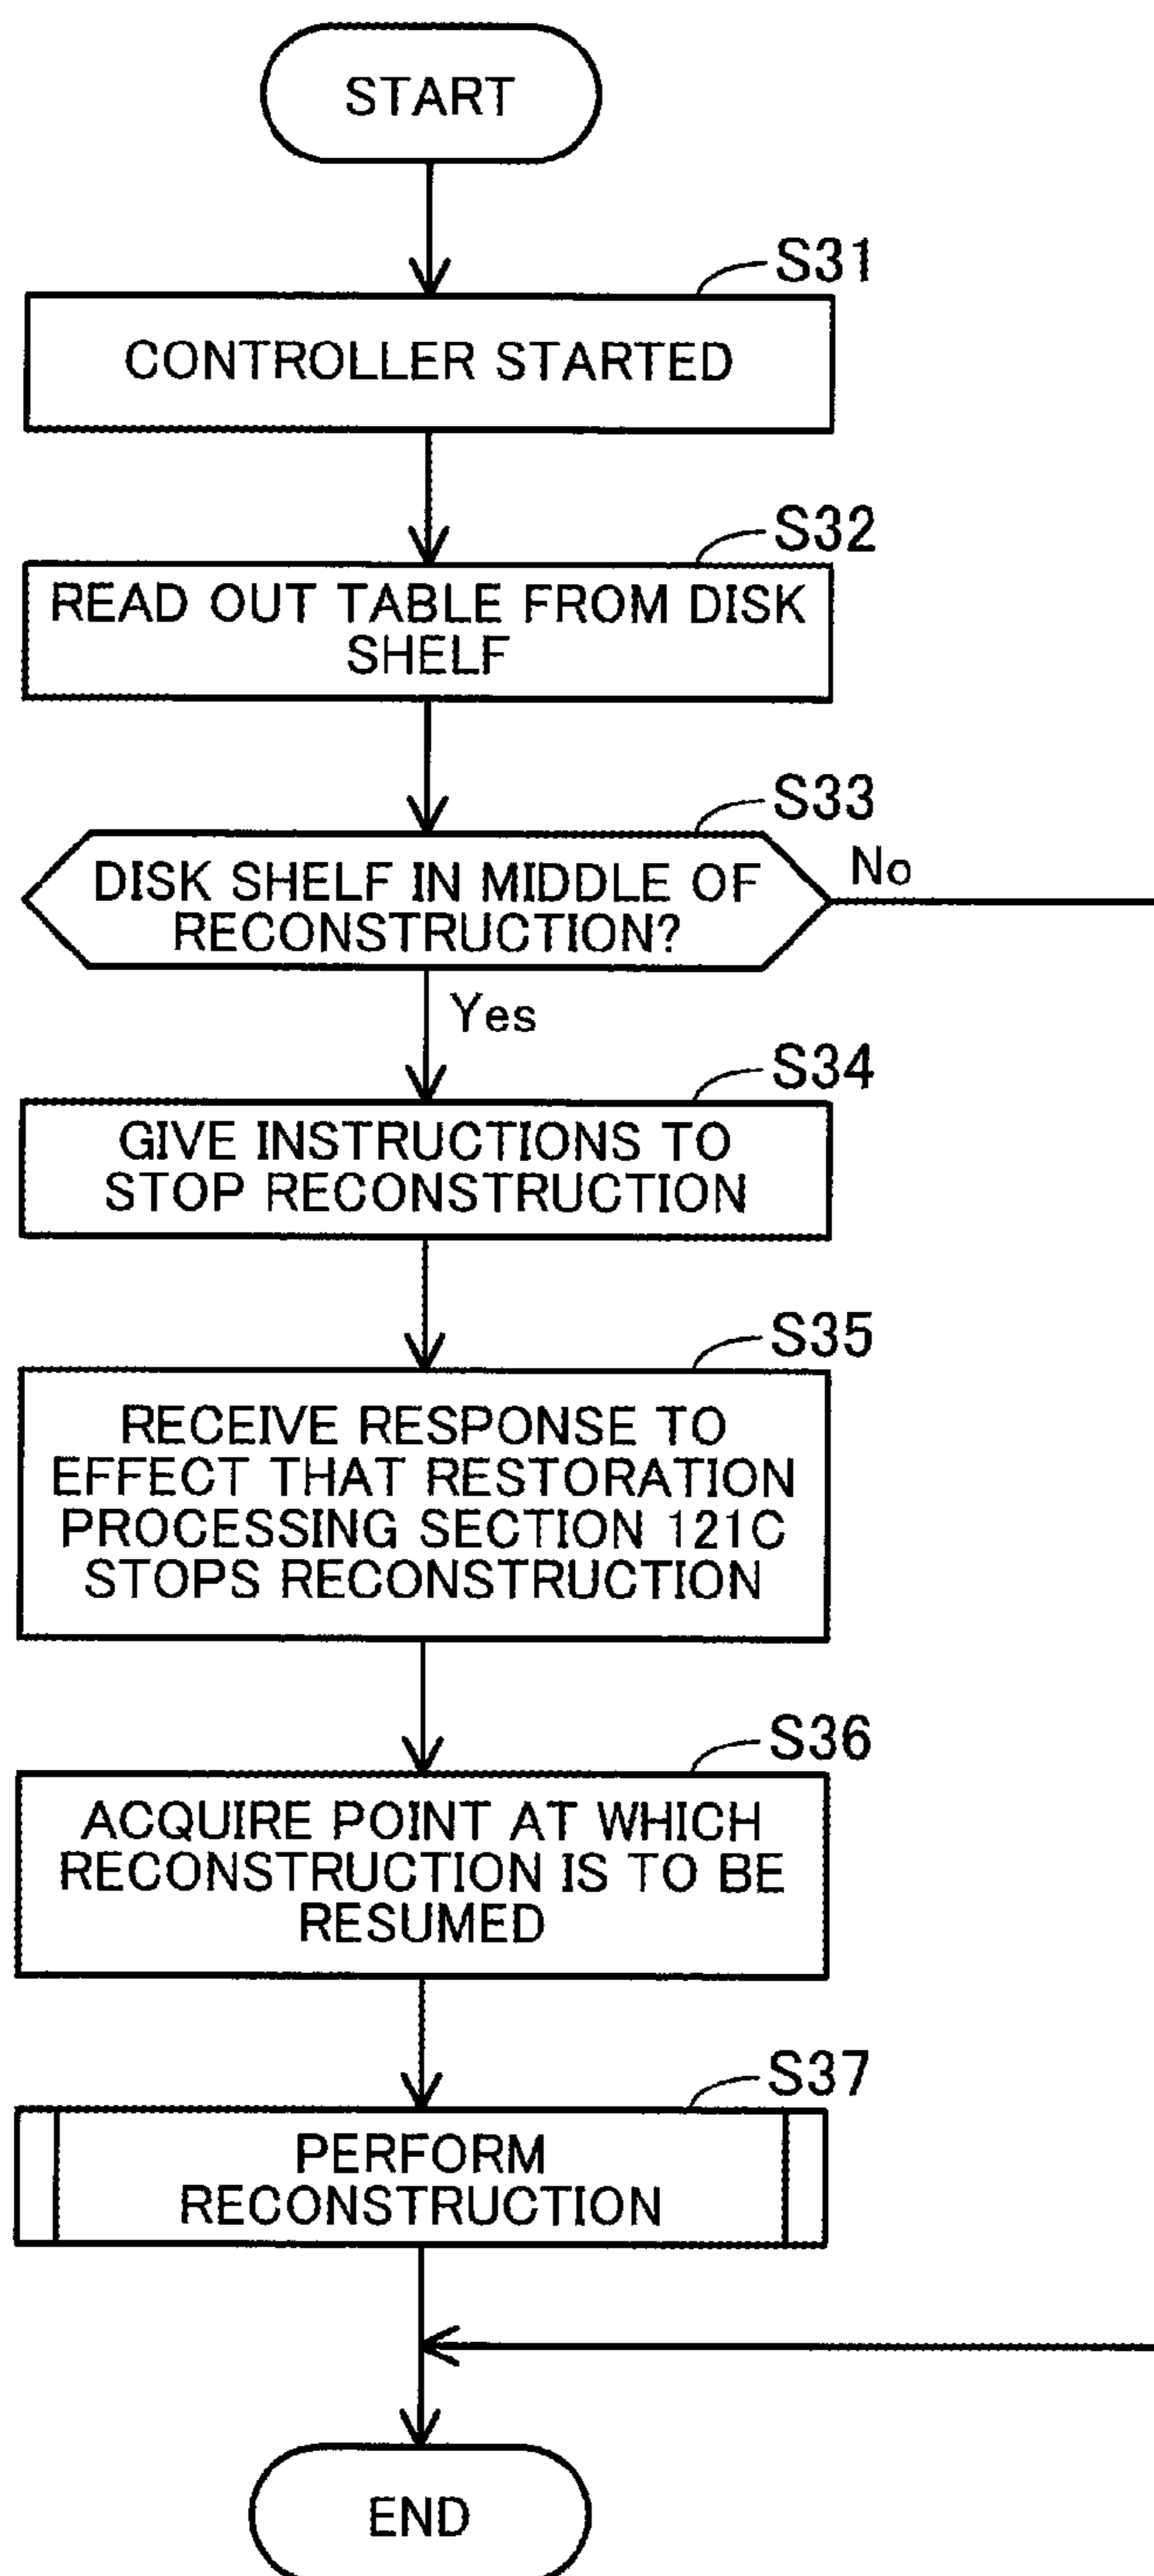 START
S31
CONTROLLER STARTED
S32
READ OUT TABLE FROM DISK
SHELF
S33
DISK SHELF IN MIDDLE OF
RECONSTRUCTION?
No
Yes
S34
GIVE INSTRUCTIONS TO
STOP RECONSTRUCTION
S35
RECEIVE RESPONSE TO
EFFECT THAT RESTORATION
PROCESSING SECTION 121C
STOPS RECONSTRUCTION
S36
ACQUIRE POINT AT WHICH
RECONSTRUCTION IS TO BE
RESUMED
S37
PERFORM
RECONSTRUCTION
END